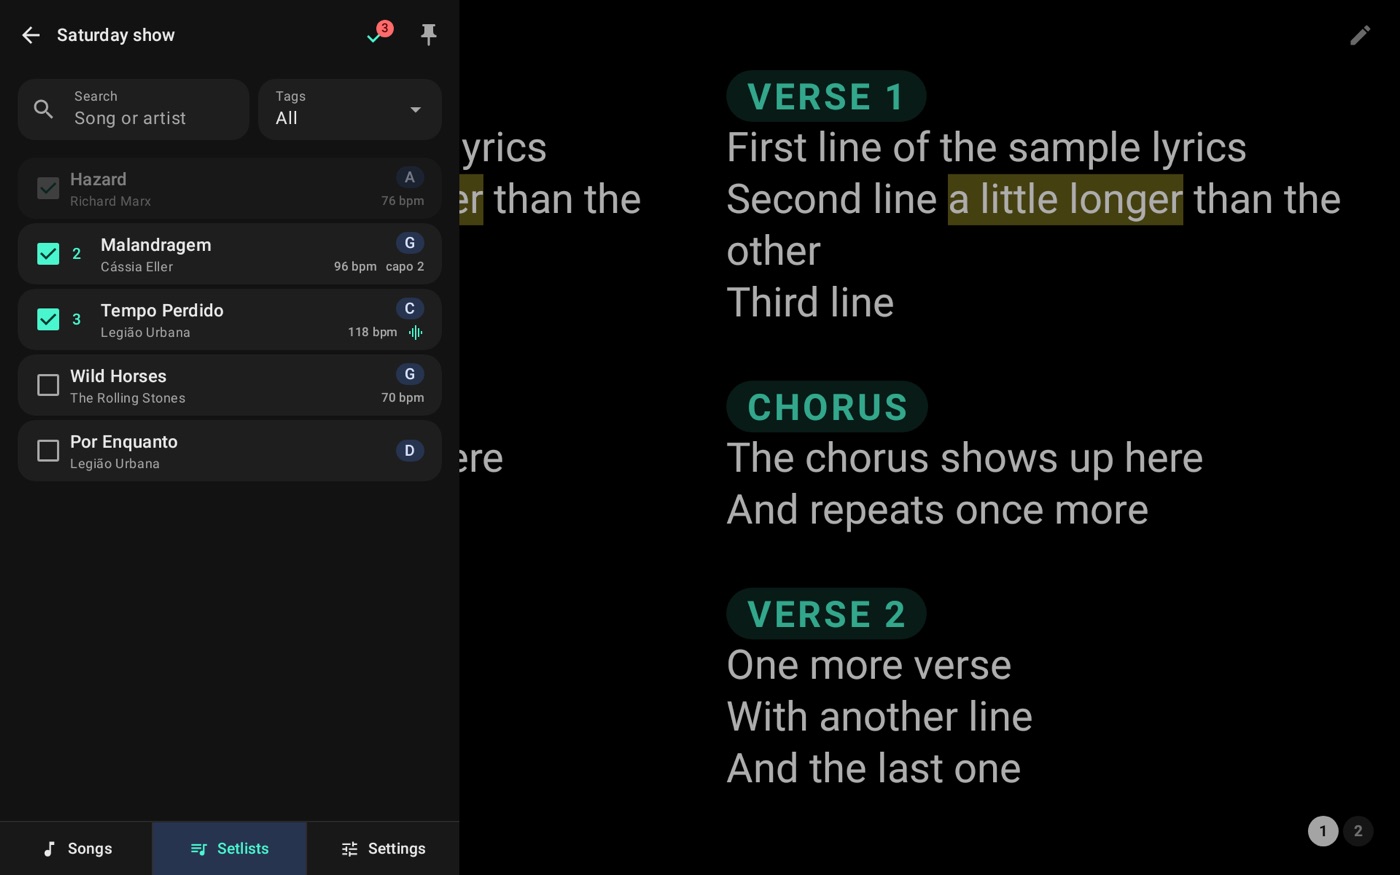 Saturday show
3
Search
Song or artist
Tags
All
Hazard
A
Richard Marx
76 bpm
2
Malandragem
G
Cássia Eller
96 bpm capo 2
3
Tempo Perdido
C
Legião Urbana
118 bpm
Wild Horses
G
The Rolling Stones
70 bpm
Por Enquanto
D
Legião Urbana
Songs
Setlists
Settings
yrics
er than the
ere
VERSE 1
First line of the sample lyrics
Second line a little longer than the
other
Third line
CHORUS
The chorus shows up here
And repeats once more
VERSE 2
One more verse
With another line
And the last one
1 2